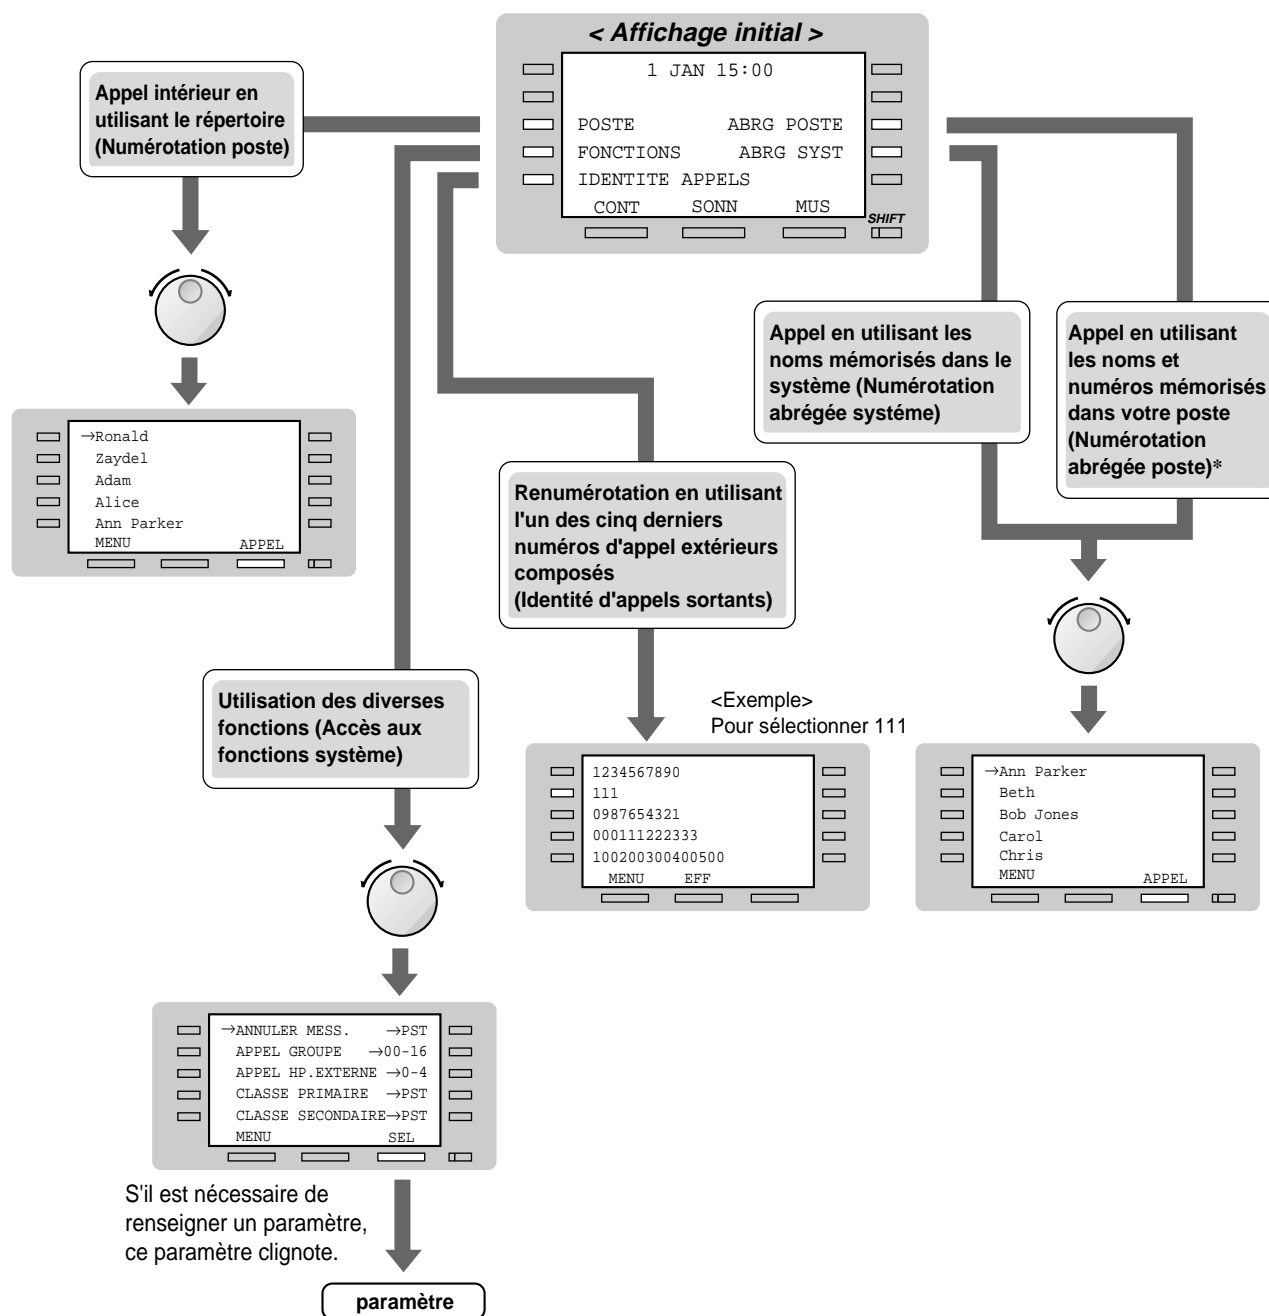 < Affichage initial >
1 JAN 15:00
POSTE ABRG POSTE
FONCTIONS ABRG SYST
IDENTITE APPELS
CONT SONN MUS
SHIFT
Appel intérieur en
utilisant le répertoire
(Numérotation poste)
→Ronald
Zaydel
Adam
Alice
Ann Parker
MENU APPEL
Appel en utilisant les
noms mémorisés dans le
système (Numérotation
abrégée systéme)
Appel en utilisant
les noms et
numéros mémorisés
dans votre poste
(Numérotation
abrégée poste)*
Renumérotation en utilisant
l'un des cinq derniers
numéros d'appel extérieurs
composés
(Identité d'appels sortants)
Utilisation des diverses
fonctions (Accès aux
fonctions système)
<Exemple>
Pour sélectionner 111
1234567890
111
0987654321
000111222333
100200300400500
MENU EFF
→Ann Parker
Beth
Bob Jones
Carol
Chris
MENU APPEL
→ANNULER MESS. →PST
APPEL GROUPE →00-16
APPEL HP.EXTERNE →0-4
CLASSE PRIMAIRE →PST
CLASSE SECONDAIRE→PST
MENU SEL
S'il est nécessaire de
renseigner un paramètre,
ce paramètre clignote.
paramètre